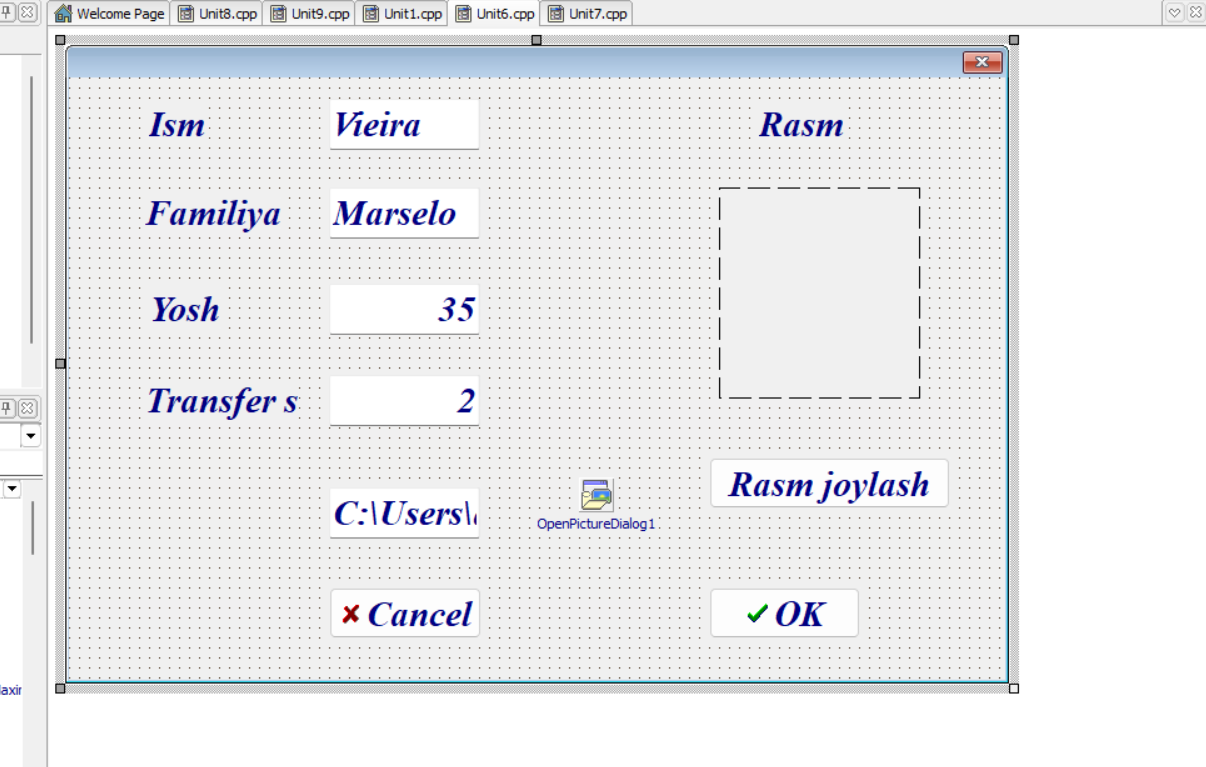 Welcome Page
Unit8.cpp
Unit9.cpp
Unit1.cpp
Unit6.cpp
Unit7.cpp
Ism
Vieira
Rasm
Familiya
Marselo
Yosh
35
Transfer s
2
C:\Users\
OpenPictureDialog1
Rasm joylash
Cancel
OK